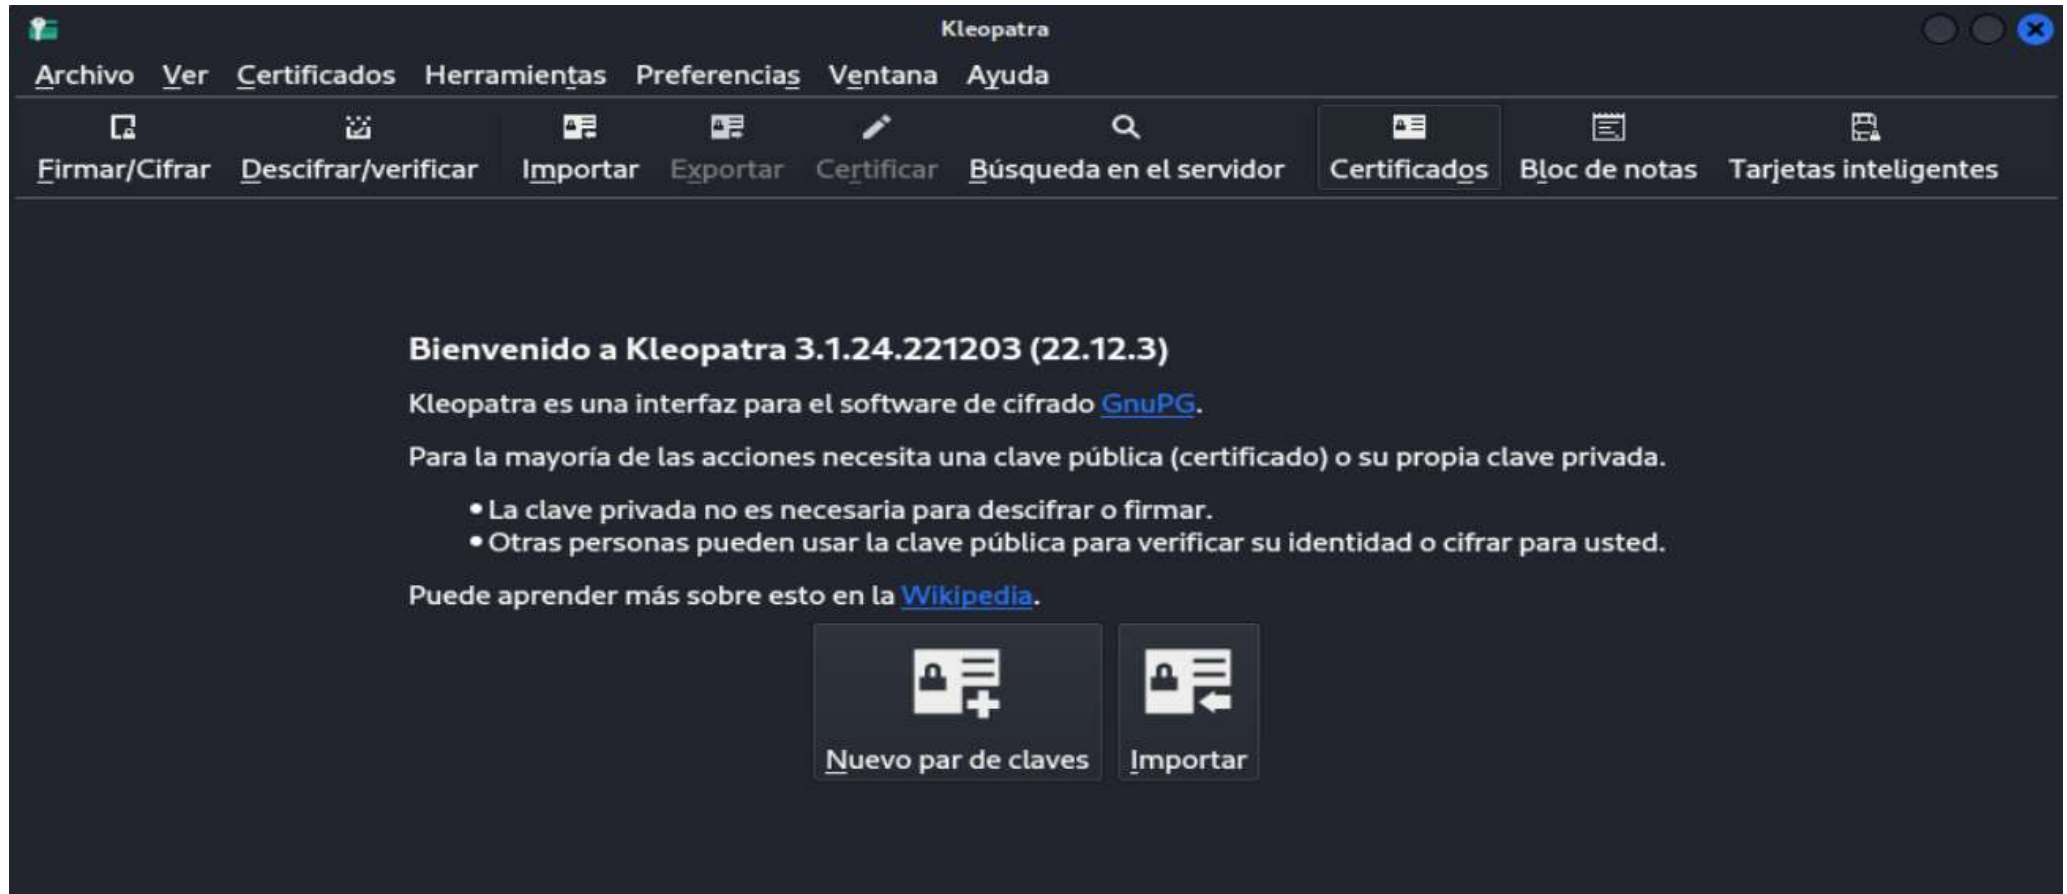 Kleopatra
Archivo Ver Certificados Herramientas Preferencias Ventana Ayuda
Firmar/Cifrar Descifrar/verificar Importar Exportar Certificar Búsqueda en el servidor Certificados Bloc de notas Tarjetas inteligentes
Bienvenido a Kleopatra 3.1.24.221203 (22.12.3)
Kleopatra es una interfaz para el software de cifrado GnuPG.
Para la mayoría de las acciones necesita una clave pública (certificado) o su propia clave privada.
• La clave privada no es necesaria para descifrar o firmar.
• Otras personas pueden usar la clave pública para verificar su identidad o cifrar para usted.
Puede aprender más sobre esto en la Wikipedia.
Nuevo par de claves Importar